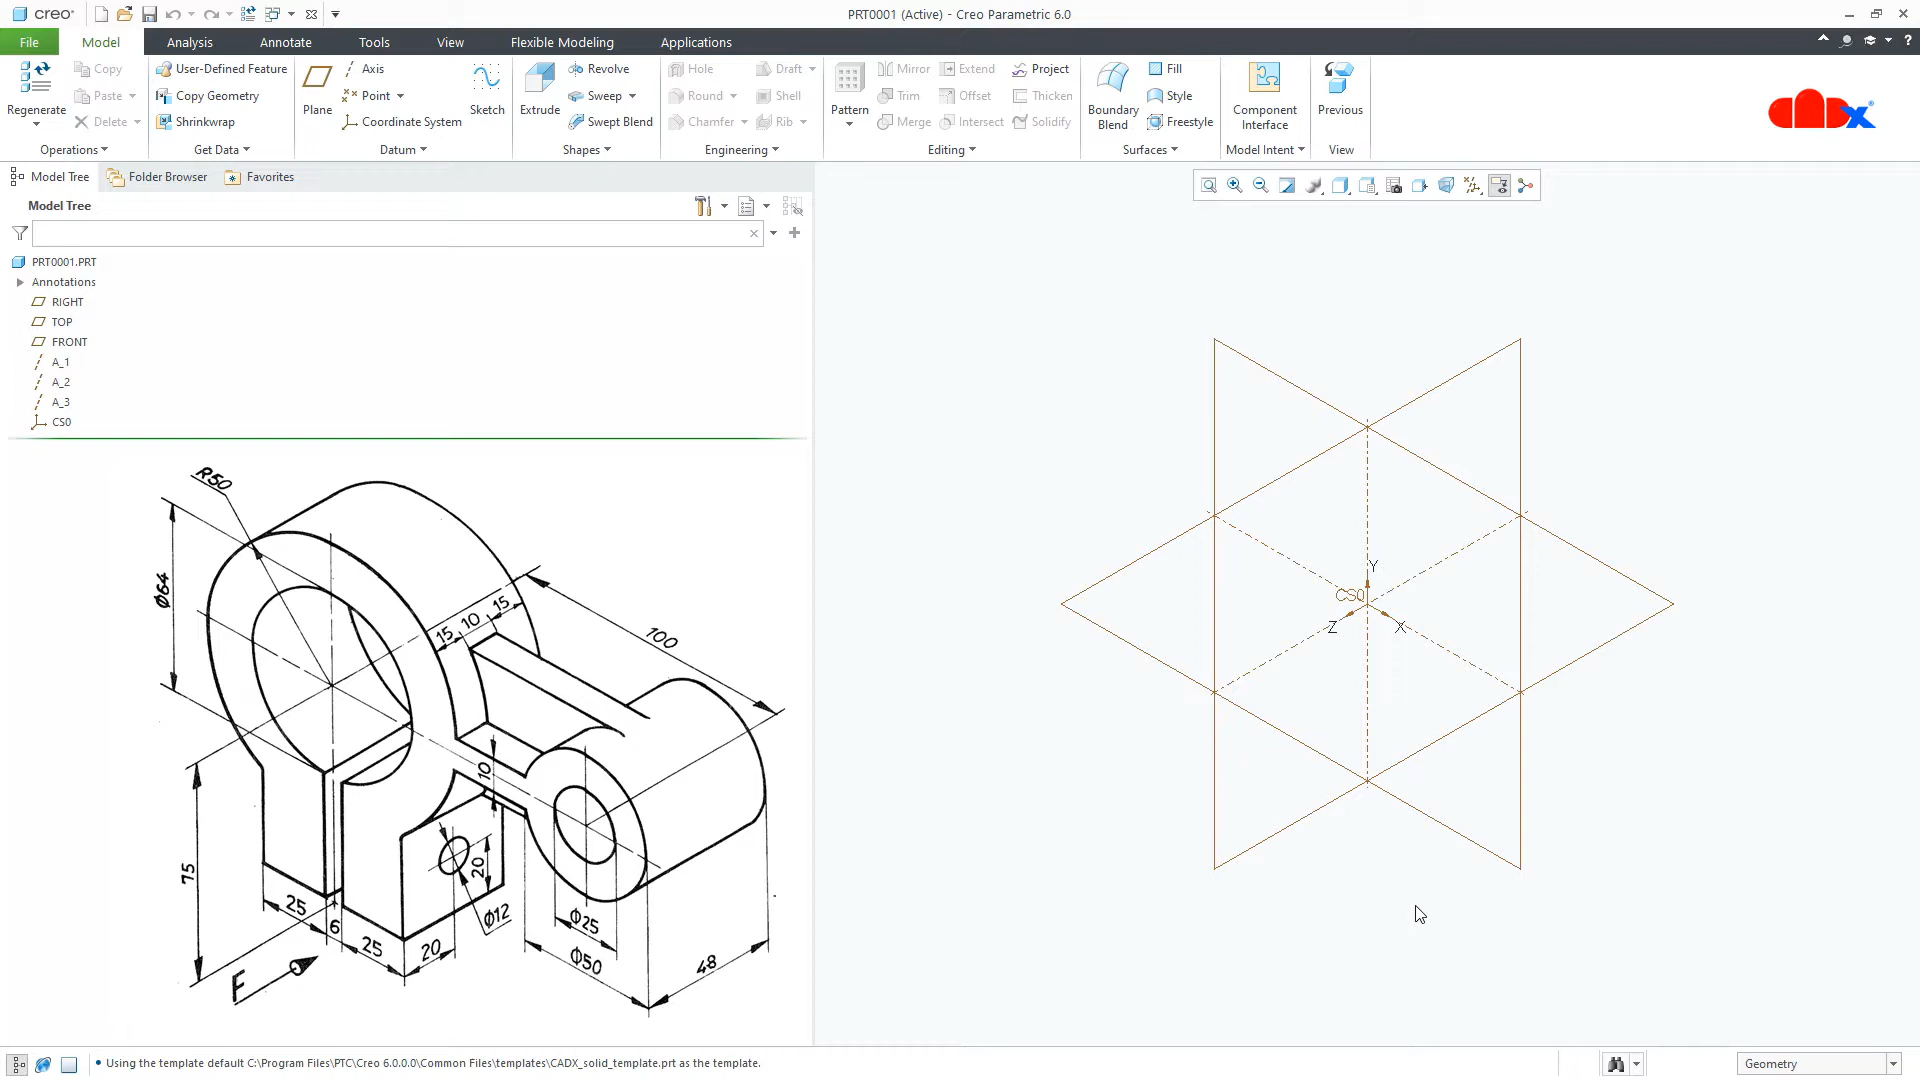 creo
PRT0001 (Active) - Creo Parametric 6.0
File Model Analysis Annotate Tools View Flexible Modeling Applications
Regenerate
Copy
Paste
Delete
Operations
User-Defined Feature
Copy Geometry
Shrinkwrap
Get Data
Plane
Axis
Point
Coordinate System
Sketch
Datum
Extrude
Revolve
Sweep
Swept Blend
Shapes
Hole Draft
Round Shell
Chamfer Rib
Engineering
Pattern
Mirror Extend Project
Trim Offset Thicken
Merge Intersect Solidify
Editing
Boundary
Blend
Fill
Style
Freestyle
Surfaces
Component
Interface
Model Intent
Previous
View
CADX
Model Tree Folder Browser Favorites
Model Tree
PRT0001.PRT
Annotations
RIGHT
TOP
FRONT
A_1
A_2
A_3
CS0
R50
Φ64
15 10 15
100
10
75
20
Φ12
25
6
25
20
Φ25
Φ50
48
F
Y
CS0
Z
X
Using the template default C:\Program Files\PTC\Creo 6.0.0.0\Common Files\templates\CADX_solid_template.prt as the template.
Geometry